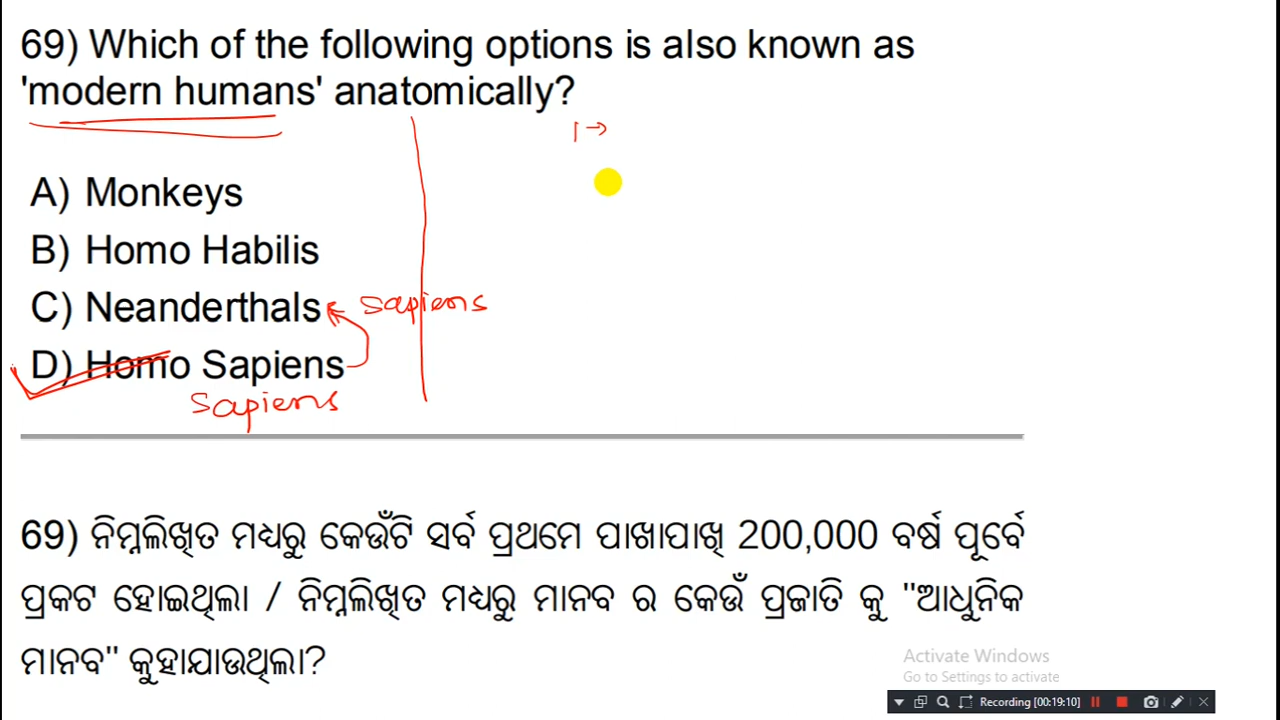 69) Which of the following options is also known as
'modern humans' anatomically?
1→
A) Monkeys
B) Homo Habilis
C) Neanderthals sapiens
D) Homo Sapiens
Sapiens
69) ନିମ୍ନଲିଖିତ ମଧ୍ୟରୁ କେଉଁଟି ସର୍ବ ପ୍ରଥମେ ପାଖାପାଖି 200,000 ବର୍ଷ ପୂର୍ବେ
ପ୍ରକଟ ହୋଇଥିଲା / ନିମ୍ନଲିଖିତ ମଧ୍ୟରୁ ମାନବ ର କେଉଁ ପ୍ରଜାତି କୁ "ଆଧୁନିକ
ମାନବ" କୁହାଯାଉଥିଲା?
Activate Windows
Go to Settings to activate
Recording [00:19:10]